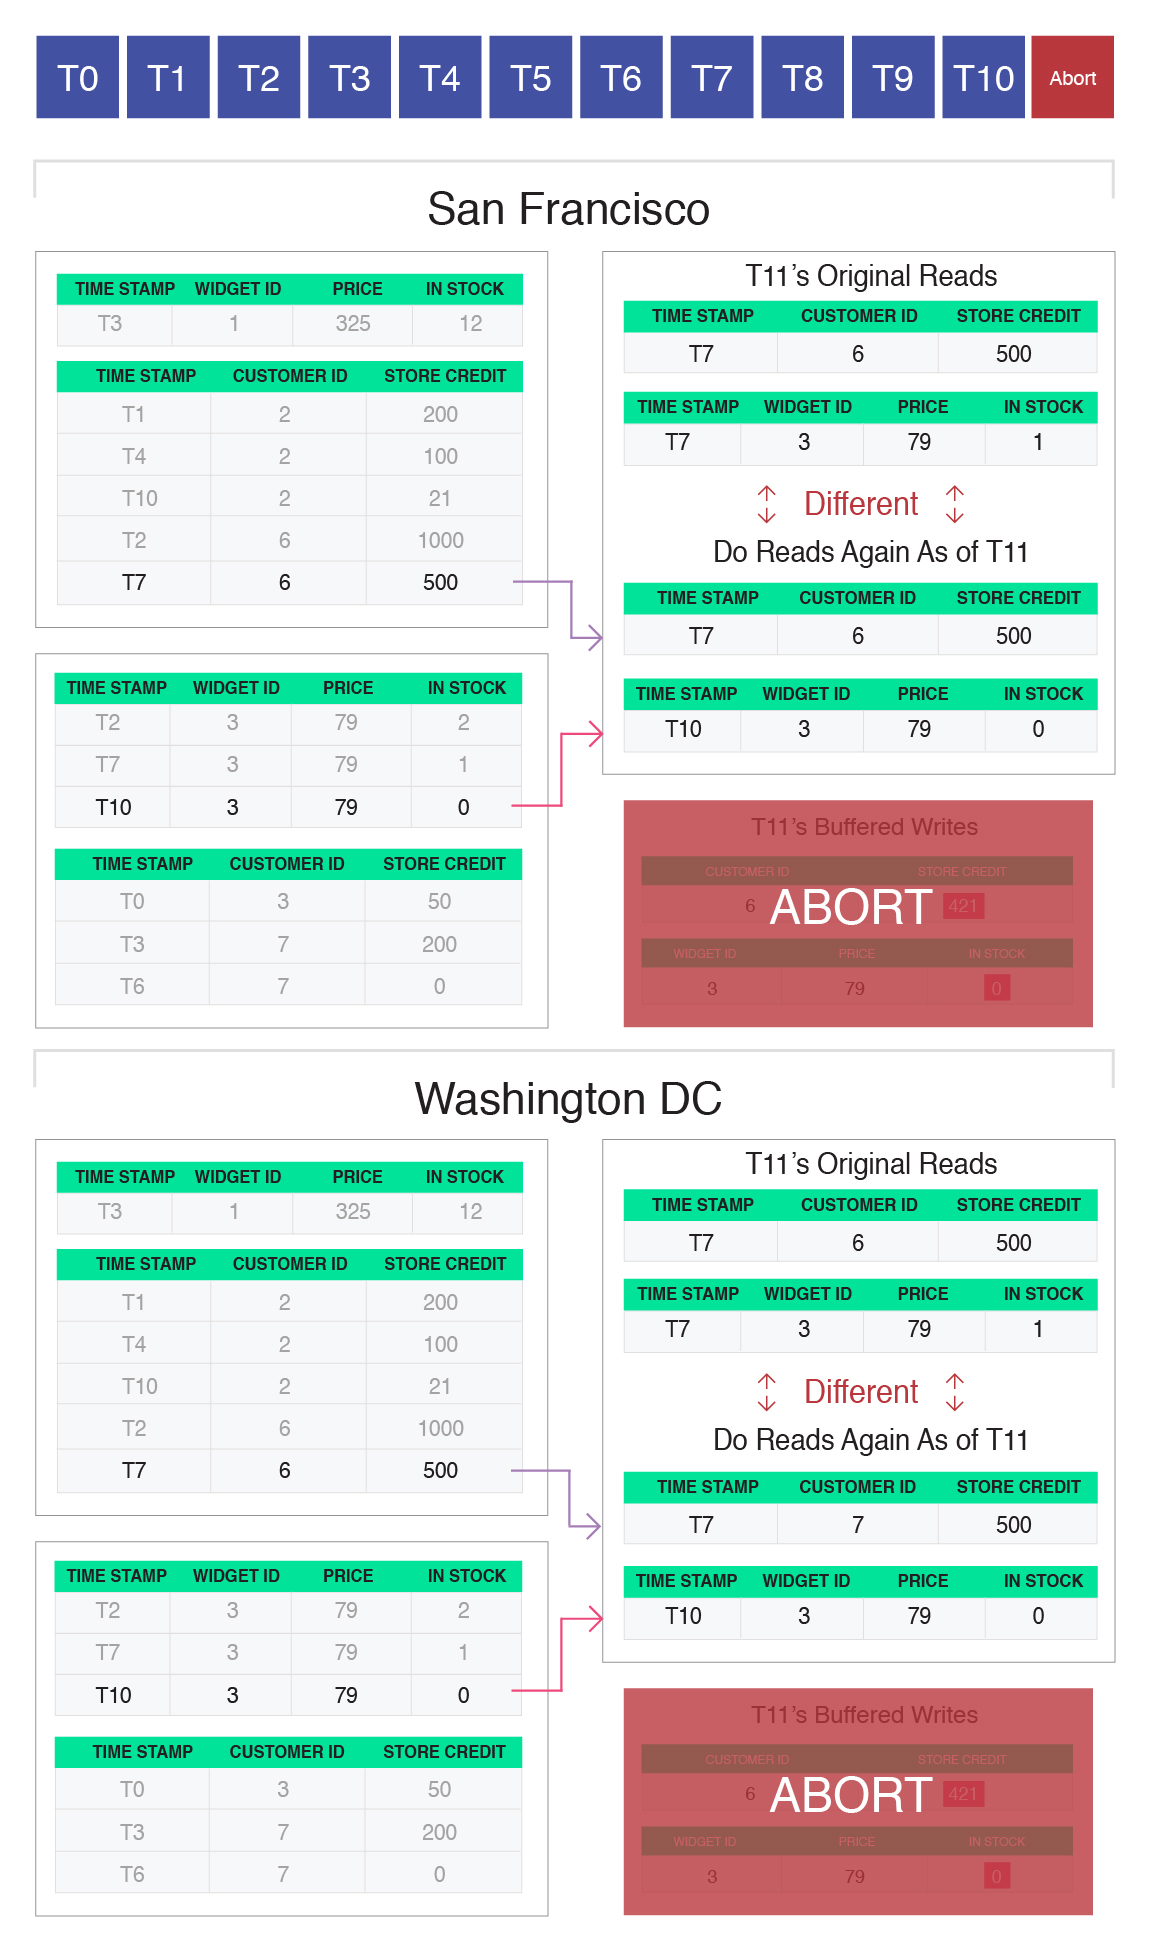 T0 T1 T2 T3 T4 T5 T6 T7 T8 T9 T10 Abort
San Francisco
TIME STAMP WIDGET ID PRICE IN STOCK
T3 1 325 12
TIME STAMP CUSTOMER ID STORE CREDIT
T1 2 200
T4 2 100
T10 2 21
T2 6 1000
T7 6 500
TIME STAMP WIDGET ID PRICE IN STOCK
T2 3 79 2
T7 3 79 1
T10 3 79 0
TIME STAMP CUSTOMER ID STORE CREDIT
T0 3 50
T3 7 200
T6 7 0
T11’s Original Reads
TIME STAMP CUSTOMER ID STORE CREDIT
T7 6 500
TIME STAMP WIDGET ID PRICE IN STOCK
T7 3 79 1
Different
Do Reads Again As of T11
TIME STAMP CUSTOMER ID STORE CREDIT
T7 6 500
TIME STAMP WIDGET ID PRICE IN STOCK
T10 3 79 0
T11’s Buffered Writes
CUSTOMER ID STORE CREDIT
6 421
ABORT
WIDGET ID PRICE IN STOCK
3 79 0
Washington DC
TIME STAMP WIDGET ID PRICE IN STOCK
T3 1 325 12
TIME STAMP CUSTOMER ID STORE CREDIT
T1 2 200
T4 2 100
T10 2 21
T2 6 1000
T7 6 500
TIME STAMP WIDGET ID PRICE IN STOCK
T2 3 79 2
T7 3 79 1
T10 3 79 0
TIME STAMP CUSTOMER ID STORE CREDIT
T0 3 50
T3 7 200
T6 7 0
T11’s Original Reads
TIME STAMP CUSTOMER ID STORE CREDIT
T7 6 500
TIME STAMP WIDGET ID PRICE IN STOCK
T7 3 79 1
Different
Do Reads Again As of T11
TIME STAMP CUSTOMER ID STORE CREDIT
T7 7 500
TIME STAMP WIDGET ID PRICE IN STOCK
T10 3 79 0
T11’s Buffered Writes
CUSTOMER ID STORE CREDIT
6 421
ABORT
WIDGET ID PRICE IN STOCK
3 79 0